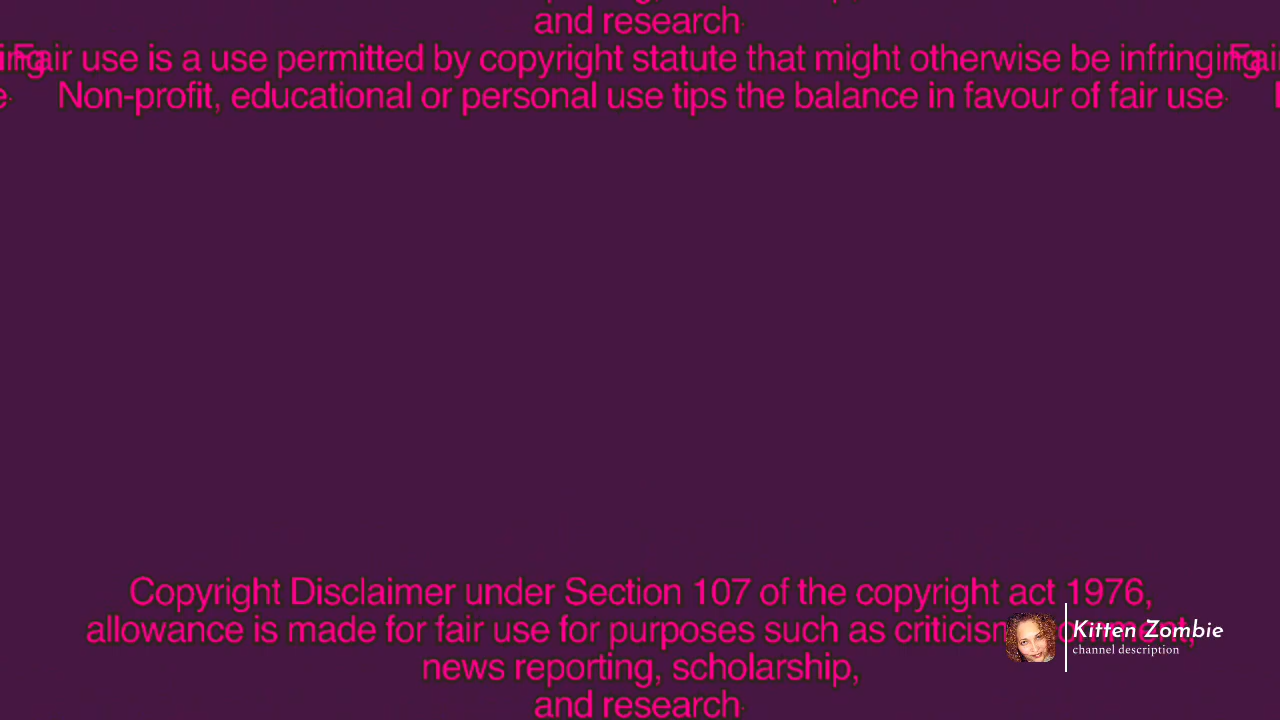 and research
Fair use is a use permitted by copyright statute that might otherwise be infringing
Non-profit, educational or personal use tips the balance in favour of fair use
Copyright Disclaimer under Section 107 of the copyright act 1976,
allowance is made for fair use for purposes such as criticism, comment,
Kitten Zombie
channel description
news reporting, scholarship,
and research